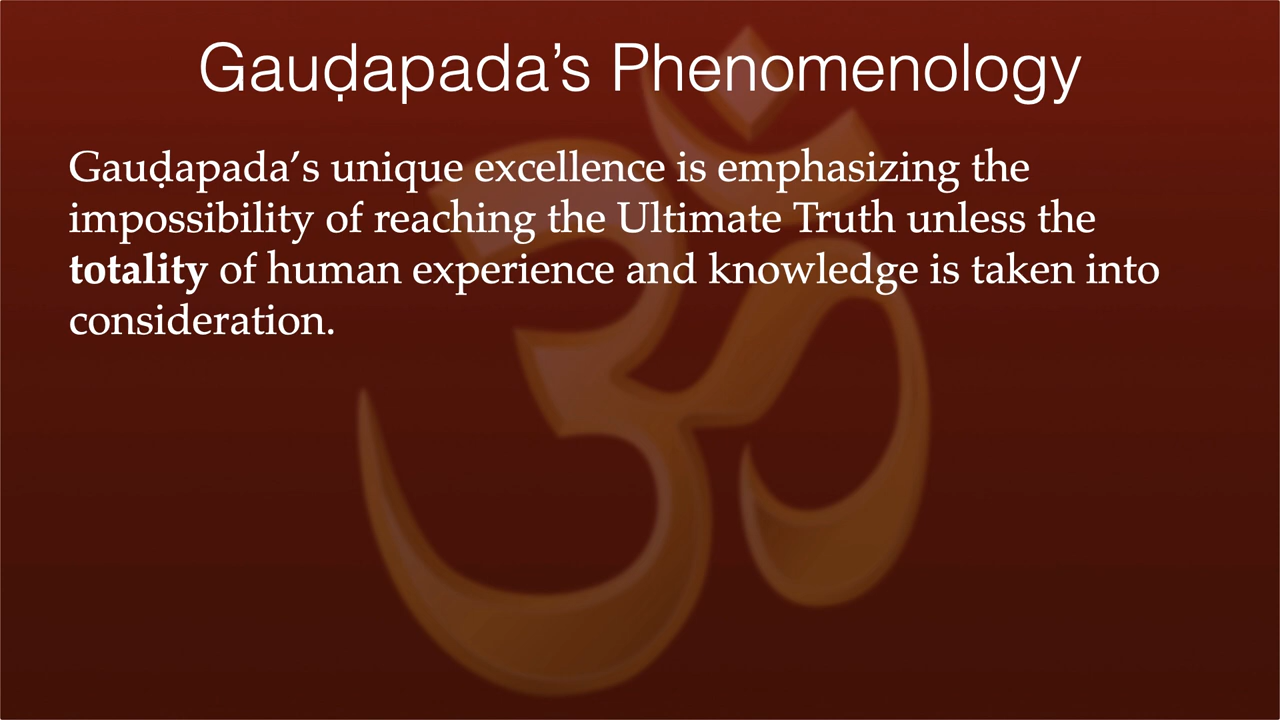 Gauḍapada’s Phenomenology
Gauḍapada’s unique excellence is emphasizing the
impossibility of reaching the Ultimate Truth unless the
totality of human experience and knowledge is taken into
consideration.